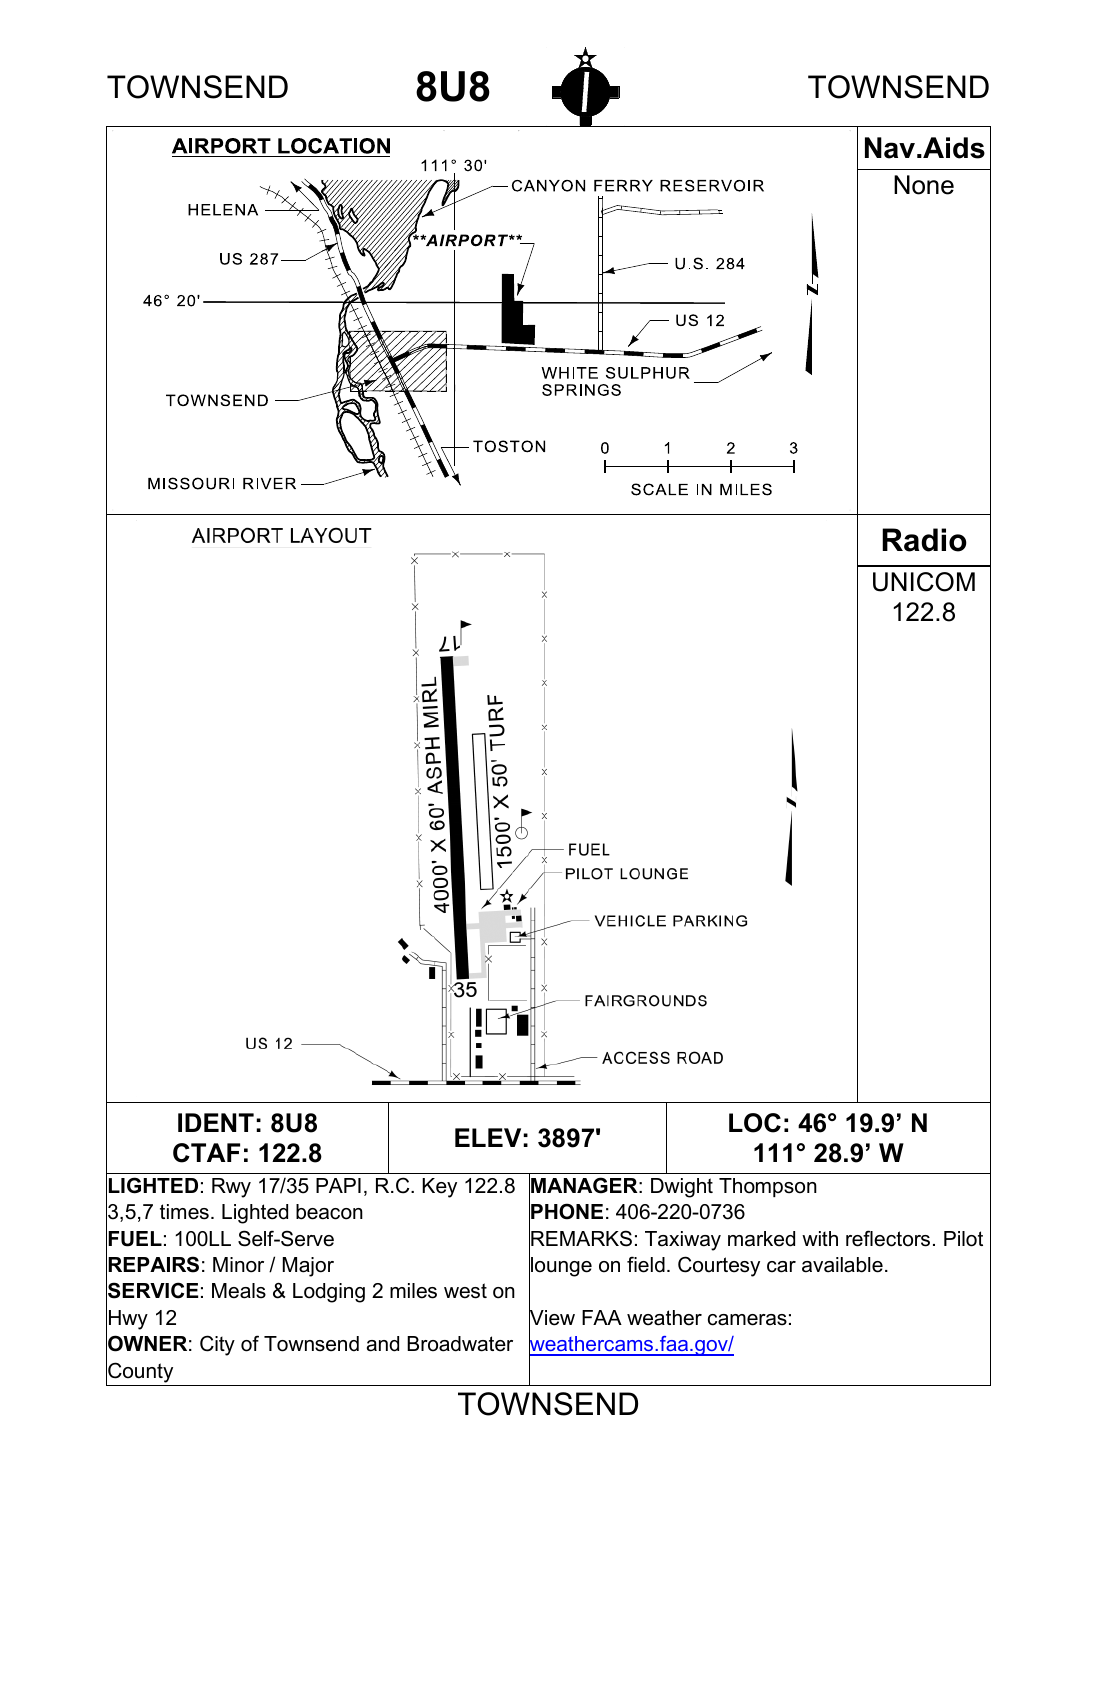 TOWNSEND 8U8 TOWNSEND
AIRPORT LOCATION
111° 30'
CANYON FERRY RESERVOIR
HELENA
**AIRPORT**
US 287
U.S. 284
46° 20'
US 12
WHITE SULPHUR
SPRINGS
TOWNSEND
TOSTON
0 1 2 3
MISSOURI RIVER
SCALE IN MILES
N
Nav.Aids
None
AIRPORT LAYOUT
17
4000' X 60' ASPH MIRL
1500' X 50' TURF
FUEL
PILOT LOUNGE
VEHICLE PARKING
35
FAIRGROUNDS
US 12
ACCESS ROAD
N
Radio
UNICOM
122.8
IDENT: 8U8
CTAF: 122.8
ELEV: 3897'
LOC: 46° 19.9’ N
111° 28.9’ W
LIGHTED: Rwy 17/35 PAPI, R.C. Key 122.8
3,5,7 times. Lighted beacon
FUEL: 100LL Self-Serve
REPAIRS: Minor / Major
SERVICE: Meals & Lodging 2 miles west on
Hwy 12
OWNER: City of Townsend and Broadwater
County
MANAGER: Dwight Thompson
PHONE: 406-220-0736
REMARKS: Taxiway marked with reflectors. Pilot
lounge on field. Courtesy car available.
View FAA weather cameras:
weathercams.faa.gov/
TOWNSEND